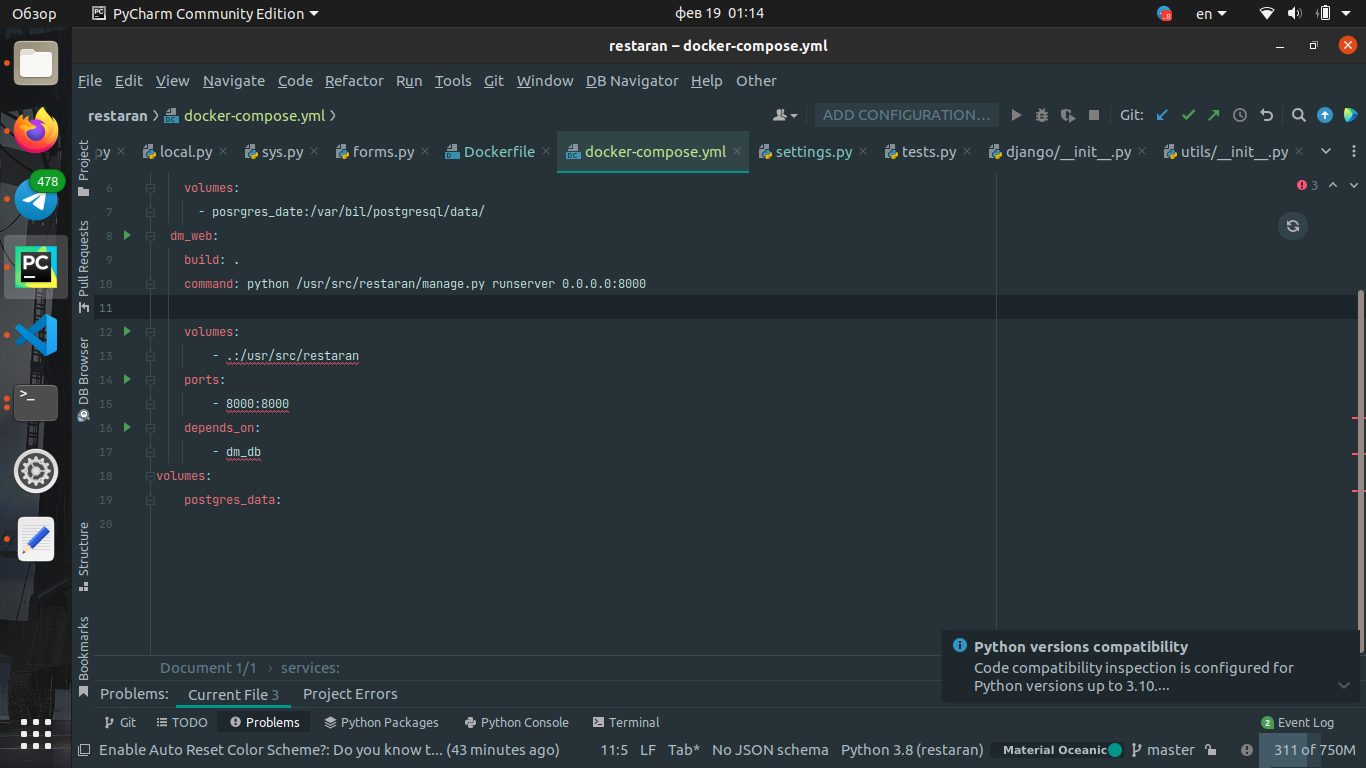 Обзор
PyCharm Community Edition
фев 19 01:14
8
en
restaran – docker-compose.yml
File Edit View Navigate Code Refactor Run Tools Git Window DB Navigator Help Other
restaran
docker-compose.yml
ADD CONFIGURATION...
Git:
py
local.py
sys.py
forms.py
Dockerfile
docker-compose.yml
settings.py
tests.py
django/__init__.py
utils/__init__.py
478
PC
>_
Project
Pull Requests
DB Browser
Structure
Bookmarks
3
6 volumes:
7 - posrgres_date:/var/bil/postgresql/data/
8 dm_web:
9 build: .
10 command: python /usr/src/restaran/manage.py runserver 0.0.0.0:8000
11
12 volumes:
13 - .:/usr/src/restaran
14 ports:
15 - 8000:8000
16 depends_on:
17 - dm_db
18 volumes:
19 postgres_data:
20
Document 1/1 › services:
Python versions compatibility
Code compatibility inspection is configured for
Python versions up to 3.10....
Problems: Current File 3 Project Errors
Git TODO Problems Python Packages Python Console Terminal 2 Event Log
Enable Auto Reset Color Scheme?: Do you know t... (43 minutes ago) 11:5 LF Tab* No JSON schema Python 3.8 (restaran) Material Oceanic master 311 of 750M